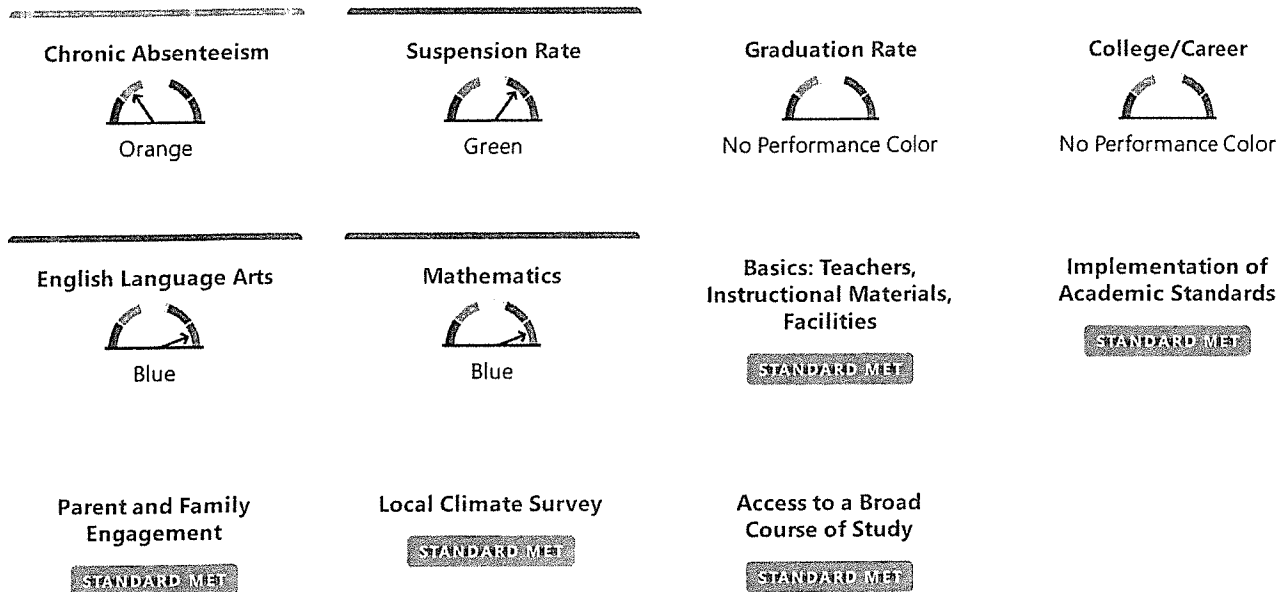 Chronic Absenteeism
Orange
Suspension Rate
Green
Graduation Rate
No Performance Color
College/Career
No Performance Color
English Language Arts
Blue
Mathematics
Blue
Basics: Teachers,
Instructional Materials,
Facilities
STANDARD MET
Implementation of
Academic Standards
STANDARD MET
Parent and Family
Engagement
STANDARD MET
Local Climate Survey
STANDARD MET
Access to a Broad
Course of Study
STANDARD MET